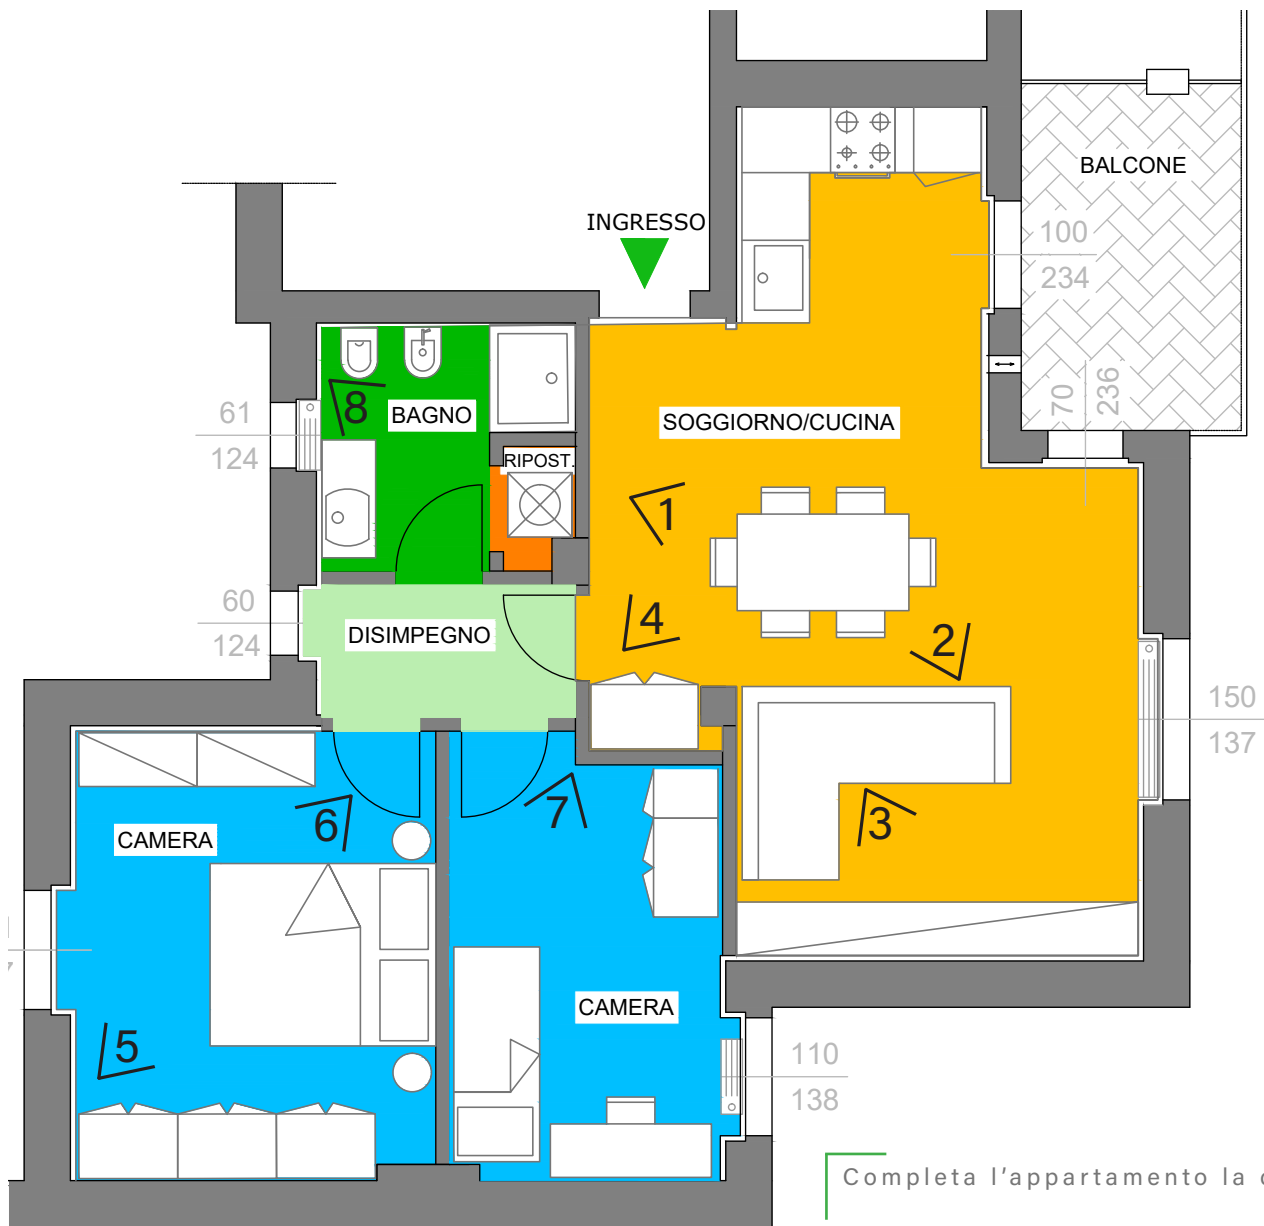 BALCONE
INGRESSO
100
234
61
124
8
BAGNO
SOGGIORNO/CUCINA
70
236
RIPOST.
1
60
124
DISIMPEGNO
4
2
150
137
CAMERA
6
7
3
5
CAMERA
110
138
Completa l'appartamento la